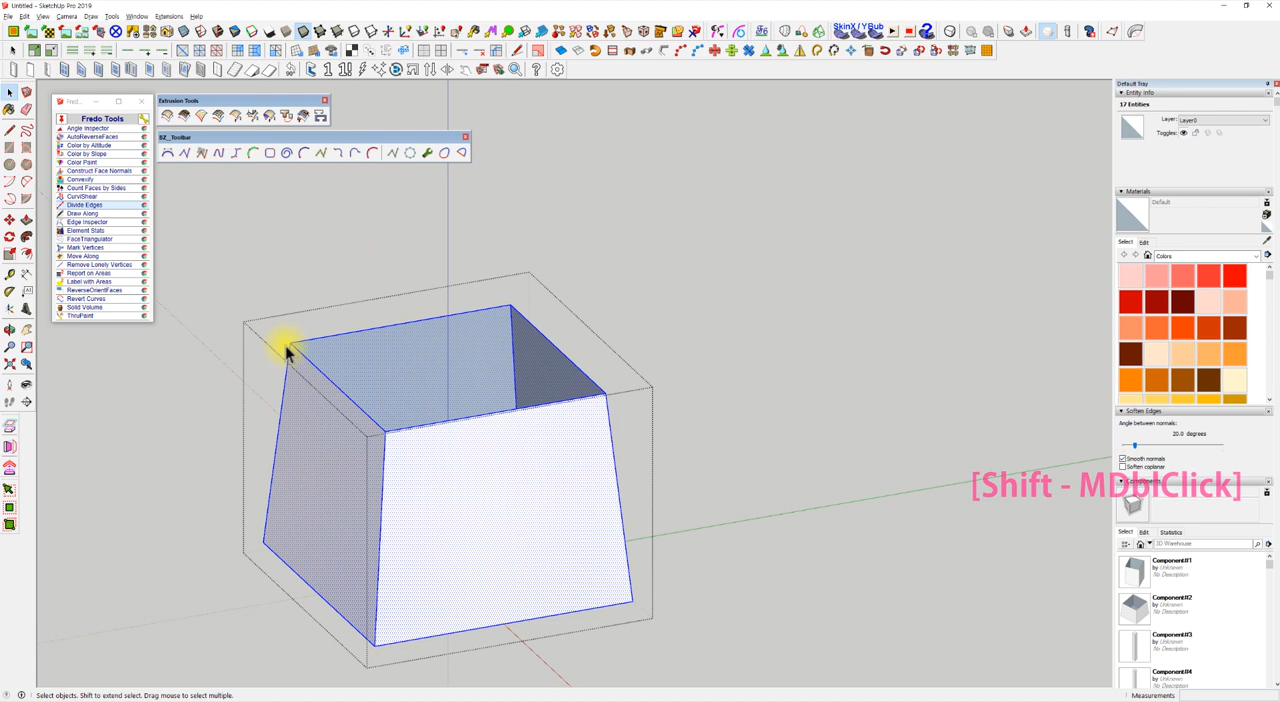 Untitled - SketchUp Pro 2019
File Edit View Camera Draw Tools Window Extensions Help
SkinX/YBub
Fred...
Fredo Tools
Angle Inspector
AutoReverseFaces
Color by Altitude
Color by Slope
Color Paint
Construct Face Normals
Convexify
Count Faces by Sides
CurviShear
Divide Edges
Draw Along
Edge Inspector
Element Stats
FaceTriangulator
Mark Vertices
Move Along
Remove Lonely Vertices
Report on Areas
Label with Areas
ReverseOrientFaces
Revert Curves
Solid Volume
ThruPaint
Extrusion Tools
BZ__Toolbar
Default Tray
Entity Info
17 Entities
Layer: Layer0
Toggles:
Materials
Default
Select Edit
Colors
Soften Edges
Angle between normals:
20.0 degrees
Smooth normals
Soften coplanar
[Shift - MDblClick]
Components
Select Edit Statistics
3D Warehouse
Component#1
by Unknown
No Description
Component#2
by Unknown
No Description
Component#3
by Unknown
No Description
Component#4
by Unknown
No Description
Select objects. Shift to extend select. Drag mouse to select multiple.
Measurements